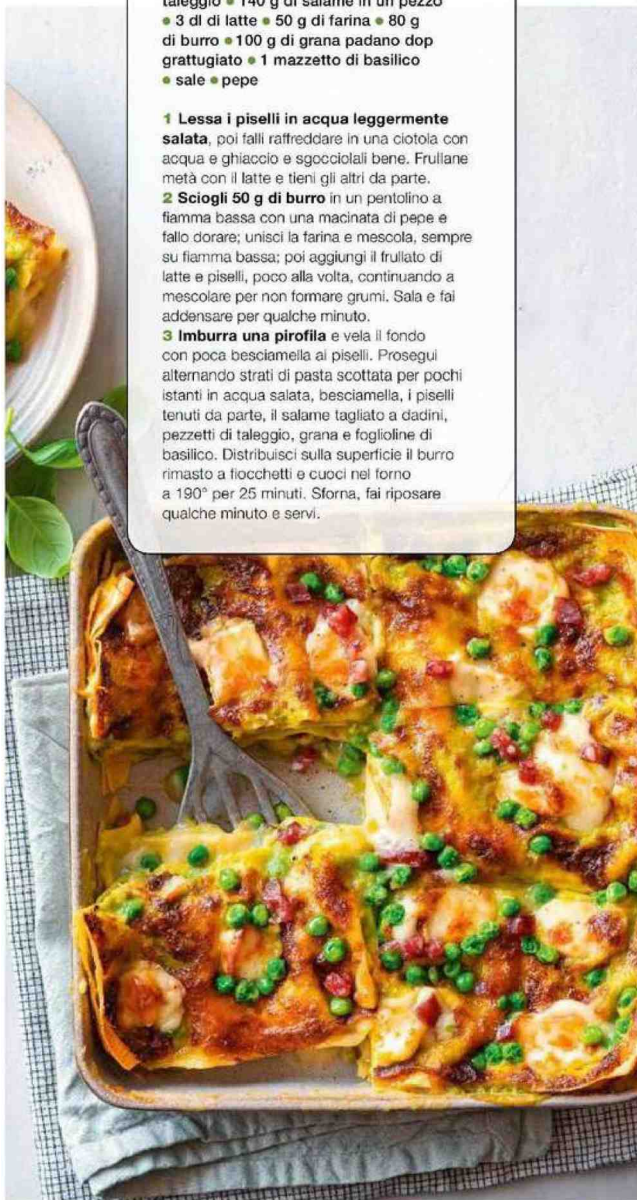 taleggio • 140 g di salame in un pezzo
• 3 dl di latte • 50 g di farina • 80 g
di burro • 100 g di grana padano dop
grattugiato • 1 mazzetto di basilico
• sale • pepe
1 Lessa i piselli in acqua leggermente
salata, poi falli raffreddare in una ciotola con
acqua e ghiaccio e sgocciolali bene. Frullane
metà con il latte e tieni gli altri da parte.
2 Sciogli 50 g di burro in un pentolino a
fiamma bassa con una macinata di pepe e
fallo dorare; unisci la farina e mescola, sempre
su fiamma bassa; poi aggiungi il frullato di
latte e piselli, poco alla volta, continuando a
mescolare per non formare grumi. Sala e fai
addensare per qualche minuto.
3 Imburra una pirofila e vela il fondo
con poca besciamella ai piselli. Prosegui
alternando strati di pasta scottata per pochi
istanti in acqua salata, besciamella, i piselli
tenuti da parte, il salame tagliato a dadini,
pezzetti di taleggio, grana e foglioline di
basilico. Distribuisci sulla superficie il burro
rimasto a fiocchetti e cuoci nel forno
a 190° per 25 minuti. Sforna, fai riposare
qualche minuto e servi.